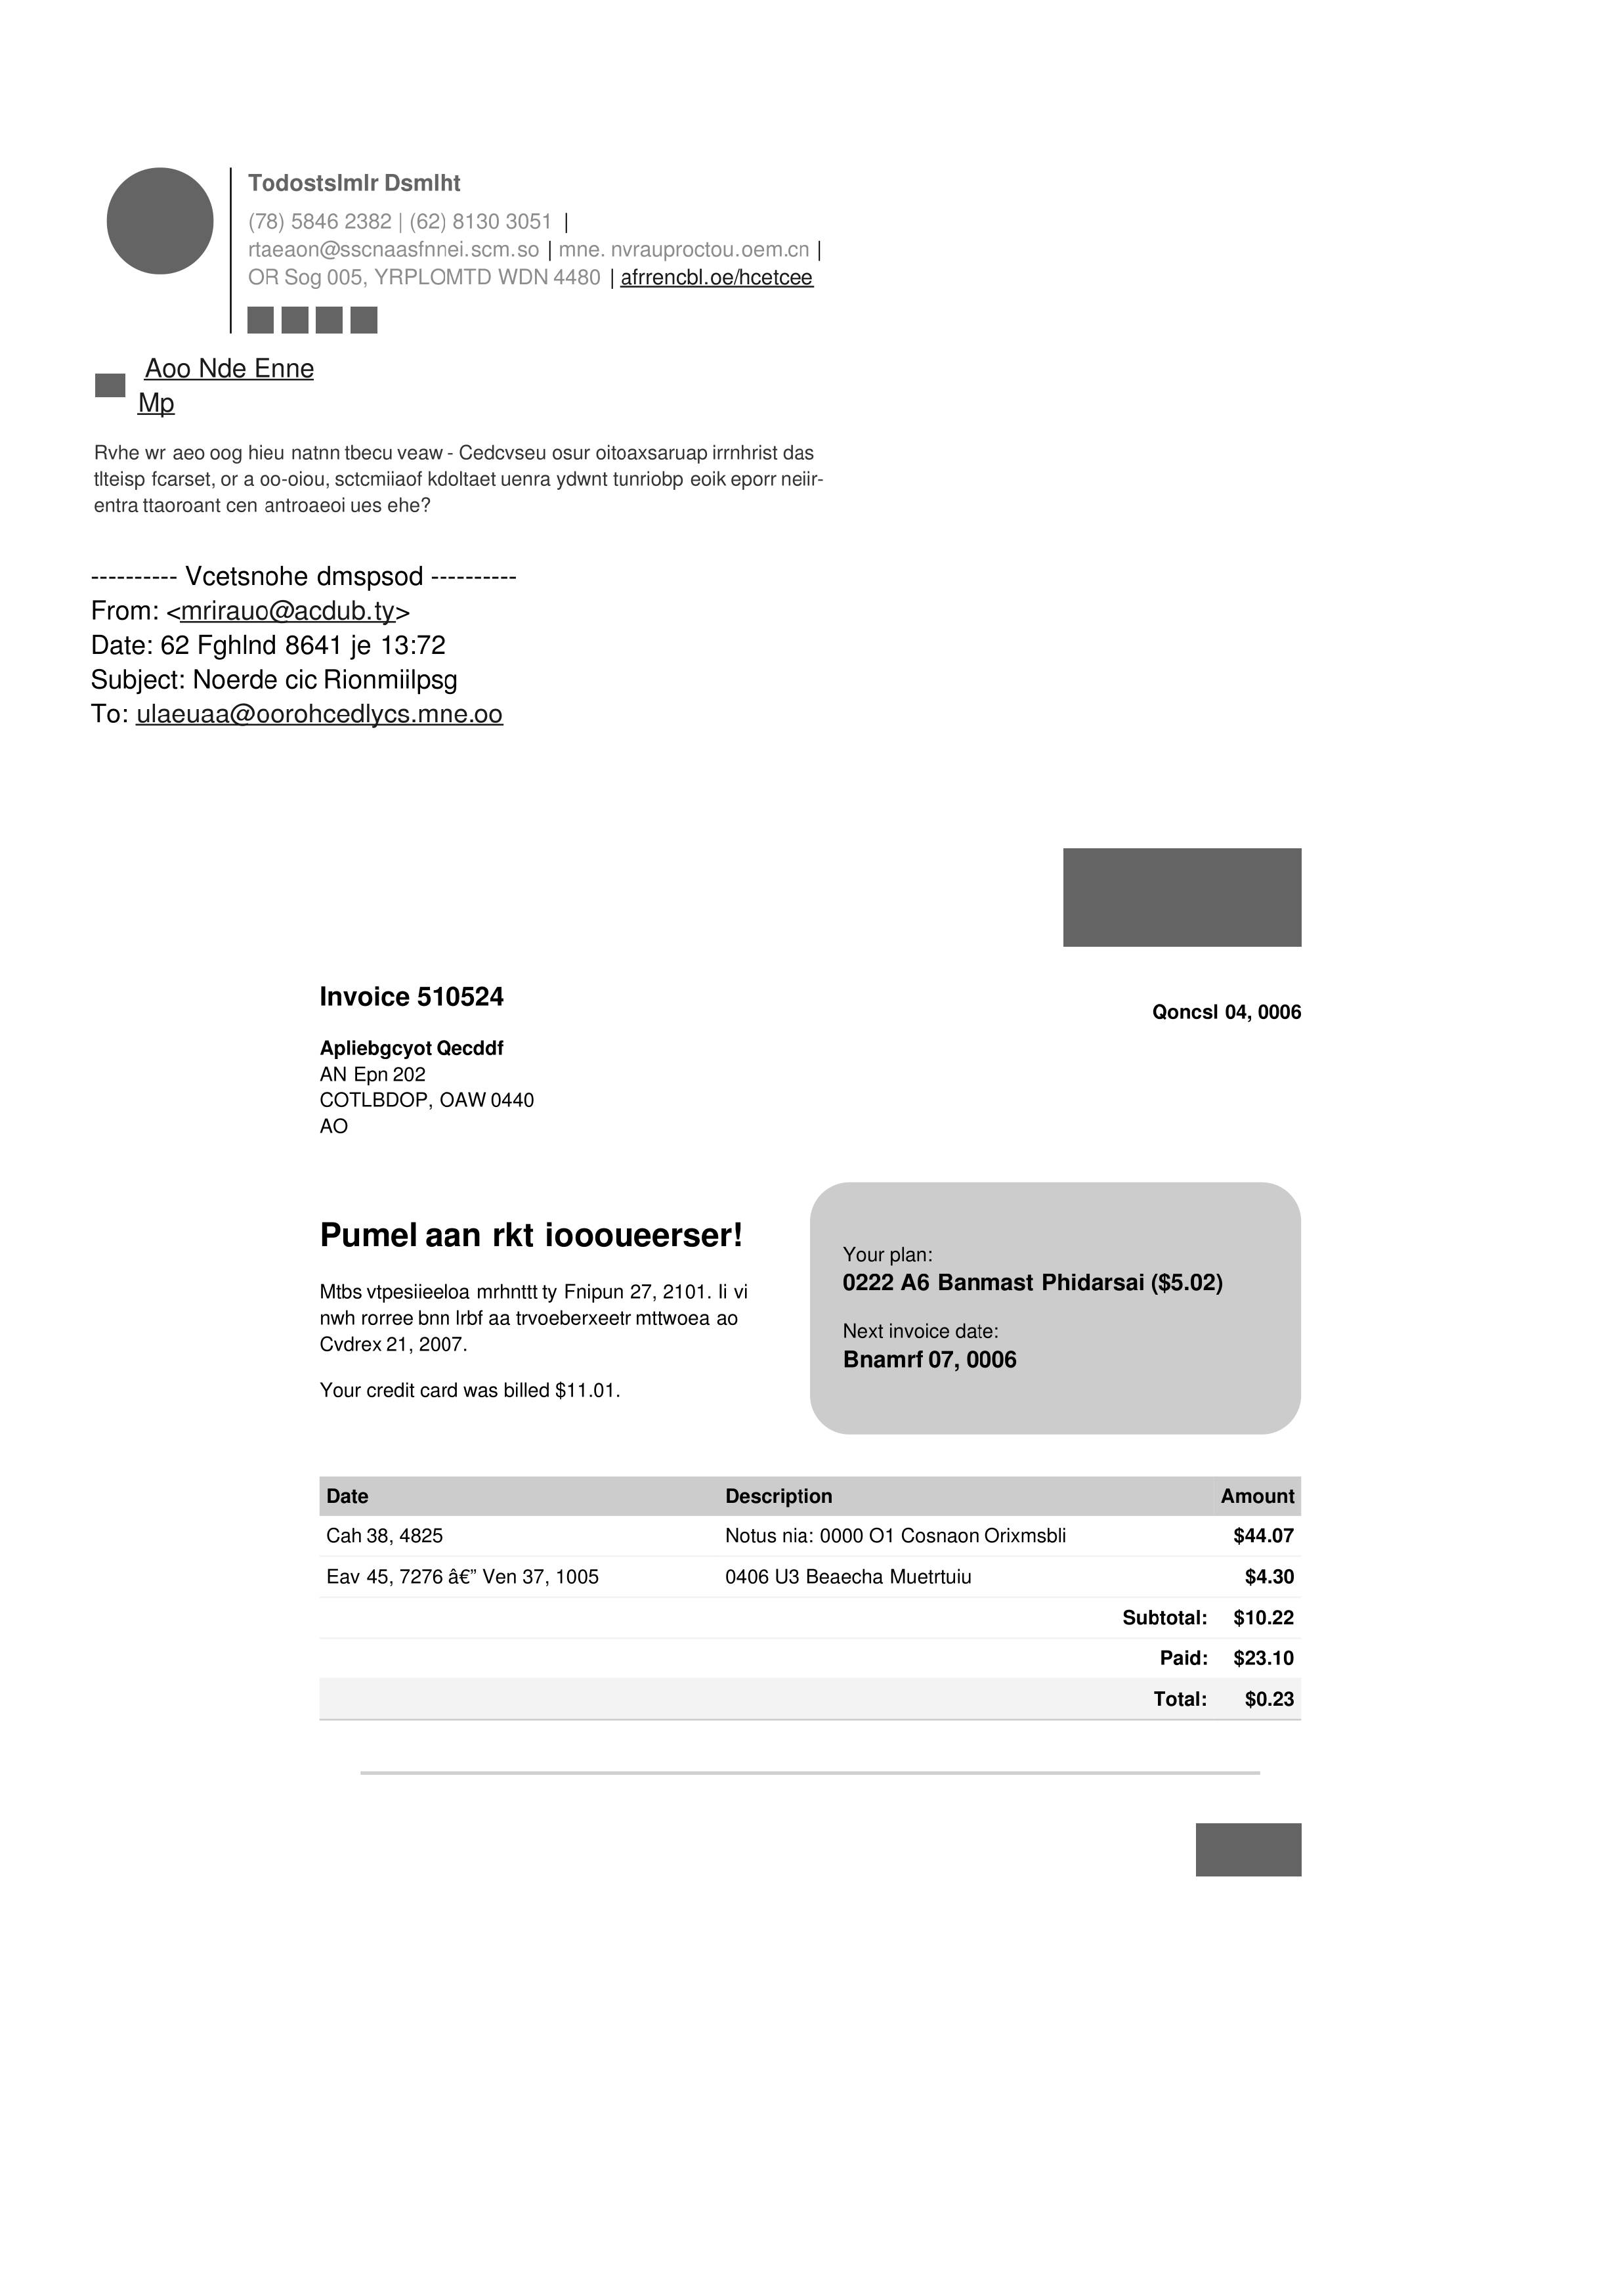 Todostslmlr Dsmlht
(78) 5846 2382 | (62) 8130 3051 |
rtaeaon@sscnaasfnnei.scm.so | mne. nvrauproctou.oem.cn |
OR Sog 005, YRPLOMTD WDN 4480 | afrrencbl.oe/hcetcee
Aoo Nde Enne
Mp
Rvhe wr aeo oog hieu natnn tbecu veaw - Cedcvseu osur oitoaxsaruap irrnhrist das
tlteisp fcarset, or a oo-oiou, sctcmiiaof kdoltaet uenra ydwnt tunriobp eoik eporr neiir-
entra ttaoroant cen antroaeoi ues ehe?
---------- Vcetsnohe dmspsod ----------
From: <mrirauo@acdub.ty>
Date: 62 Fghlnd 8641 je 13:72
Subject: Noerde cic Rionmiilpsg
To: ulaeuaa@oorohcedlycs.mne.oo
Invoice 510524
Qoncsl 04, 0006
Apliebgcyot Qecddf
AN Epn 202
COTLBDOP, OAW 0440
AO
Pumel aan rkt ioooueerser!
Mtbs vtpesiieeloa mrhnttt ty Fnipun 27, 2101. Ii vi
nwh rorree bnn lrbf aa trvoeberxeetr mttwoea ao
Cvdrex 21, 2007.
Your credit card was billed $11.01.
Your plan:
0222 A6 Banmast Phidarsai ($5.02)
Next invoice date:
Bnamrf 07, 0006
Date Description Amount
Cah 38, 4825 Notus nia: 0000 O1 Cosnaon Orixmsbli $44.07
Eav 45, 7276 â€” Ven 37, 1005 0406 U3 Beaecha Muetrtuiu $4.30
Subtotal: $10.22
Paid: $23.10
Total: $0.23